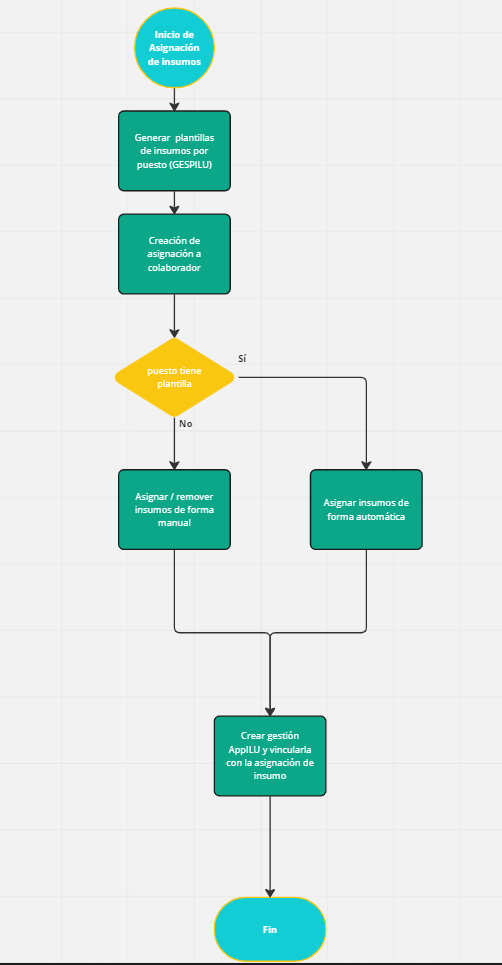 Inicio de
Asignación
de insumos
Generar plantillas
de insumos por
puesto (GESPILU)
Creación de
asignación a
colaborador
puesto tiene
plantilla
Sí
No
Asignar / remover
insumos de forma
manual
Asignar insumos de
forma automática
Crear gestión
AppILU y vincularla
con la asignación de
insumo
Fin